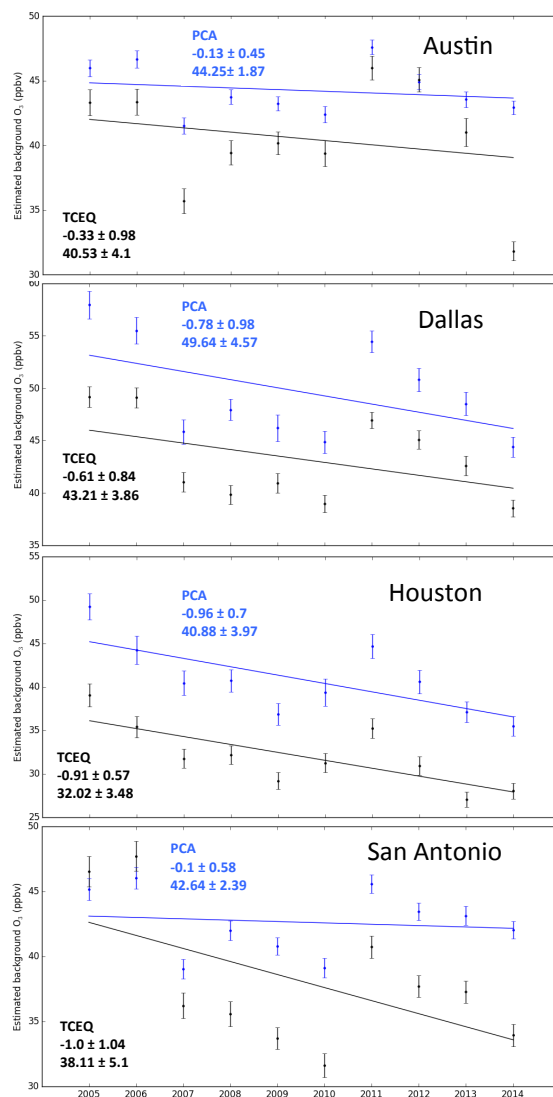 50
PCA
-0.13 ± 0.45
44.25± 1.87
Austin
45
Estimated background O₃ (ppbv)
40
35
TCEQ
-0.33 ± 0.98
40.53 ± 4.1
30
60
PCA
-0.78 ± 0.98
49.64 ± 4.57
Dallas
55
50
Estimated background O₃ (ppbv)
45
TCEQ
-0.61 ± 0.84
43.21 ± 3.86
40
35
55
PCA
-0.96 ± 0.7
40.88 ± 3.97
Houston
50
45
Estimated background O₃ (ppbv)
40
35
TCEQ
-0.91 ± 0.57
32.02 ± 3.48
30
25
50
PCA
-0.1 ± 0.58
42.64 ± 2.39
San Antonio
45
Estimated background O₃ (ppbv)
40
35
TCEQ
-1.0 ± 1.04
38.11 ± 5.1
30
2005 2006 2007 2008 2009 2010 2011 2012 2013 2014